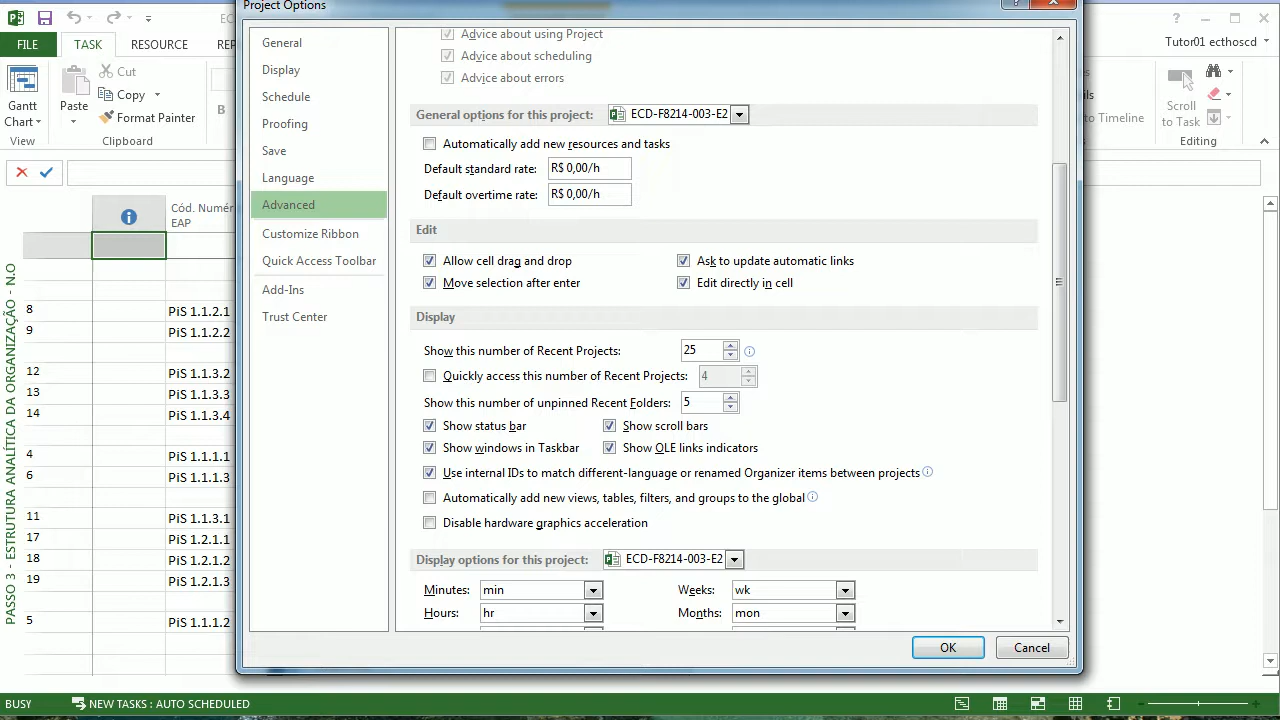 Project Options
EC
Tutor01 ecthoscd
FILE
TASK
RESOURCE
REP
Gantt
Chart
View
Paste
Cut
Copy
Format Painter
Clipboard
B
to Timeline
Scroll
to Task
Editing
General
Display
Schedule
Proofing
Save
Language
Advanced
Customize Ribbon
Quick Access Toolbar
Add-Ins
Trust Center
Advice about using Project
Advice about scheduling
Advice about errors
General options for this project: ECD-F8214-003-E2
Automatically add new resources and tasks
Default standard rate: R$ 0,00/h
Default overtime rate: R$ 0,00/h
Edit
Allow cell drag and drop
Ask to update automatic links
Move selection after enter
Edit directly in cell
Display
Show this number of Recent Projects: 25
Quickly access this number of Recent Projects: 4
Show this number of unpinned Recent Folders: 5
Show status bar
Show scroll bars
Show windows in Taskbar
Show OLE links indicators
Use internal IDs to match different-language or renamed Organizer items between projects
Automatically add new views, tables, filters, and groups to the global
Disable hardware graphics acceleration
Display options for this project: ECD-F8214-003-E2
Minutes: min
Weeks: wk
Hours: hr
Months: mon
OK
Cancel
Cód. Numér
EAP
8 PiS 1.1.2.1
9 PiS 1.1.2.2
12 PiS 1.1.3.2
13 PiS 1.1.3.3
14 PiS 1.1.3.4
4 PiS 1.1.1.1
6 PiS 1.1.1.3
11 PiS 1.1.3.1
17 PiS 1.2.1.1
18 PiS 1.2.1.2
19 PiS 1.2.1.3
5 PiS 1.1.1.2
PASSO 3 - ESTRUTURA ANALÍTICA DA ORGANIZAÇÃO - N.O
BUSY
NEW TASKS : AUTO SCHEDULED